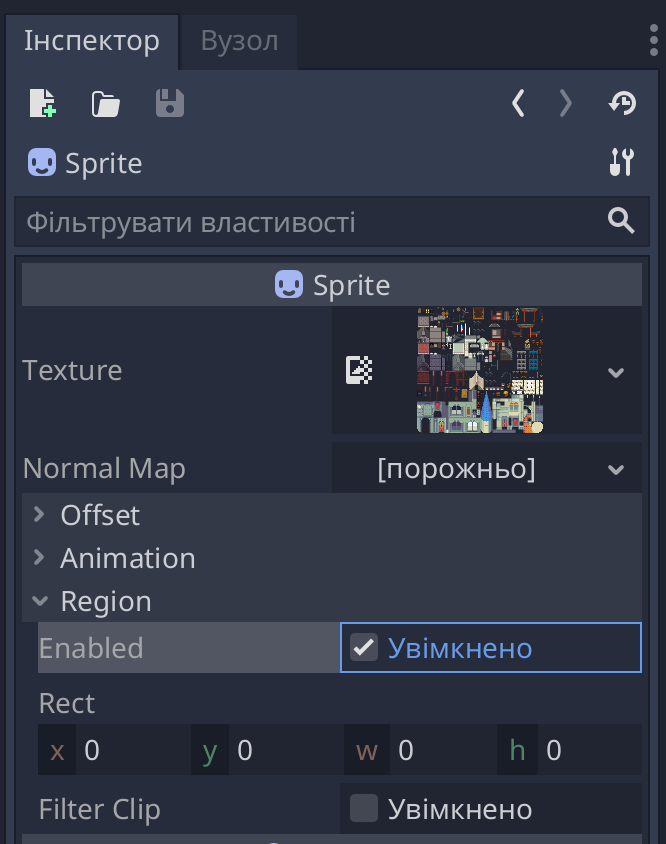 Інспектор Вузол
Sprite
Фільтрувати властивості
Sprite
Texture
Normal Map [порожньо]
Offset
Animation
Region
Enabled Увімкнено
Rect
x 0 y 0 w 0 h 0
Filter Clip Увімкнено